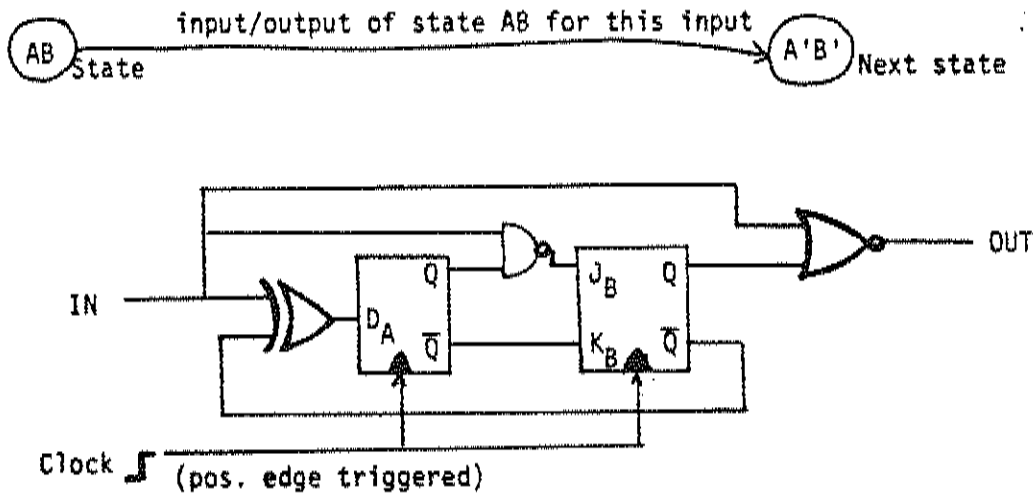 input/output of state AB for this input
AB
State
A'B'
Next state
OUT
IN
D_A
Q
Q̅
J_B
Q
K_B
Q̅
Clock
(pos. edge triggered)